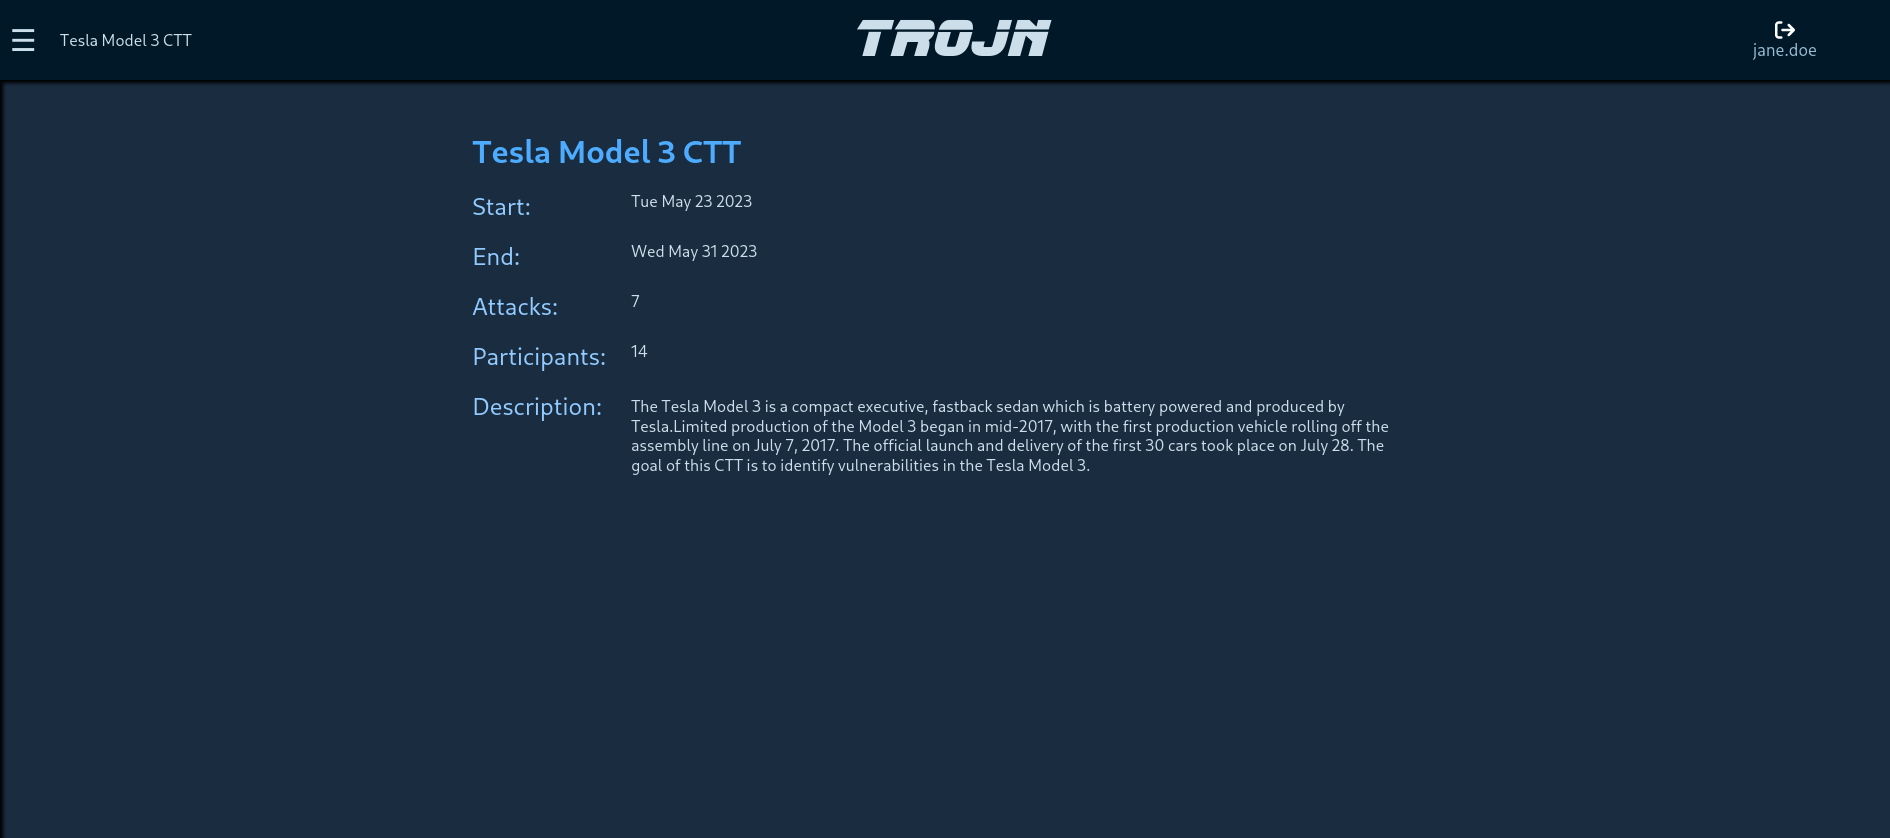 Tesla Model 3 CTT
TROJN
jane.doe
Tesla Model 3 CTT
Start: Tue May 23 2023
End: Wed May 31 2023
Attacks: 7
Participants: 14
Description: The Tesla Model 3 is a compact executive, fastback sedan which is battery powered and produced by
Tesla.Limited production of the Model 3 began in mid-2017, with the first production vehicle rolling off the
assembly line on July 7, 2017. The official launch and delivery of the first 30 cars took place on July 28. The
goal of this CTT is to identify vulnerabilities in the Tesla Model 3.